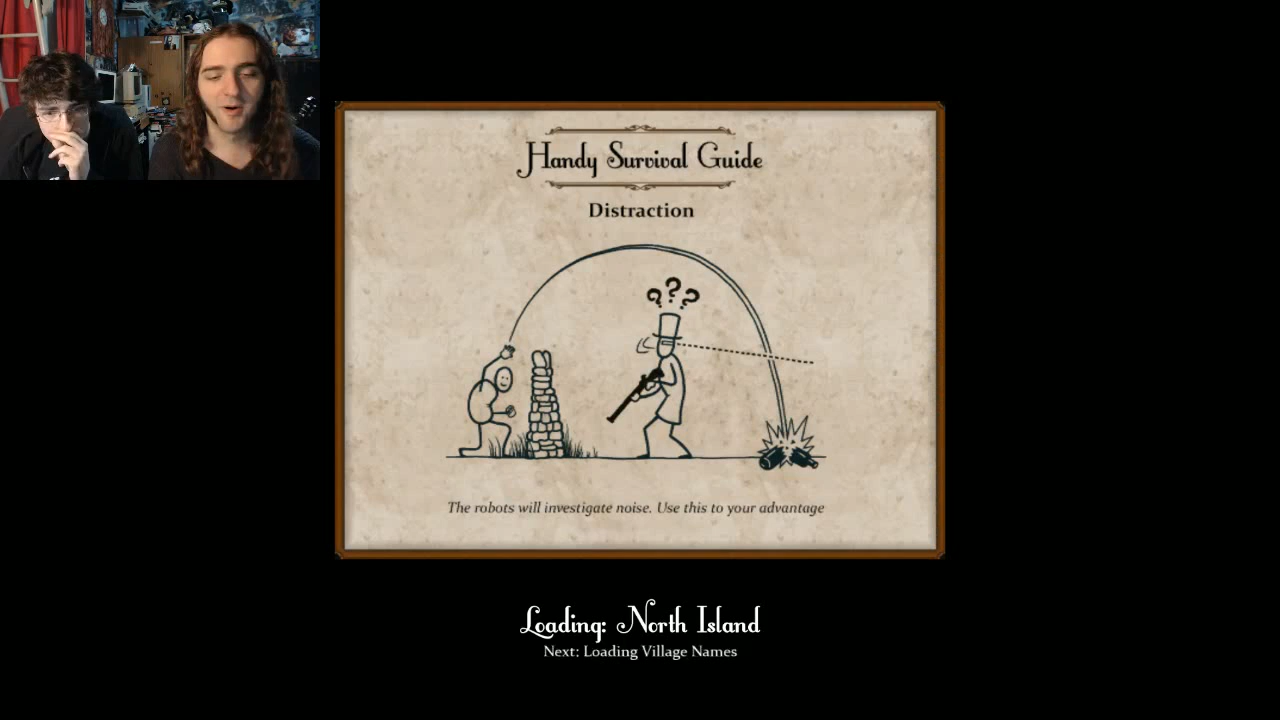 Handy Survival Guide
Distraction
???
The robots will investigate noise. Use this to your advantage
Loading: North Island
Next: Loading Village Names